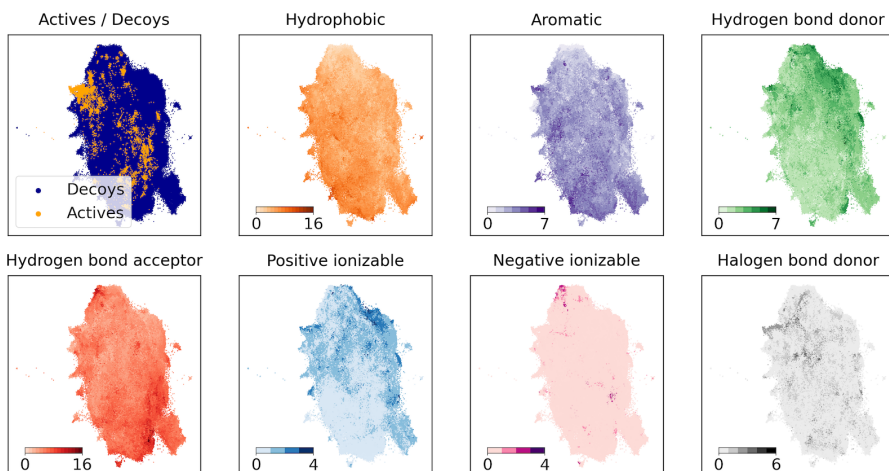 Actives / Decoys
Hydrophobic
Aromatic
Hydrogen bond donor
Decoys
Actives
0 16
0 7
0 7
Hydrogen bond acceptor
Positive ionizable
Negative ionizable
Halogen bond donor
0 16
0 4
0 4
0 6